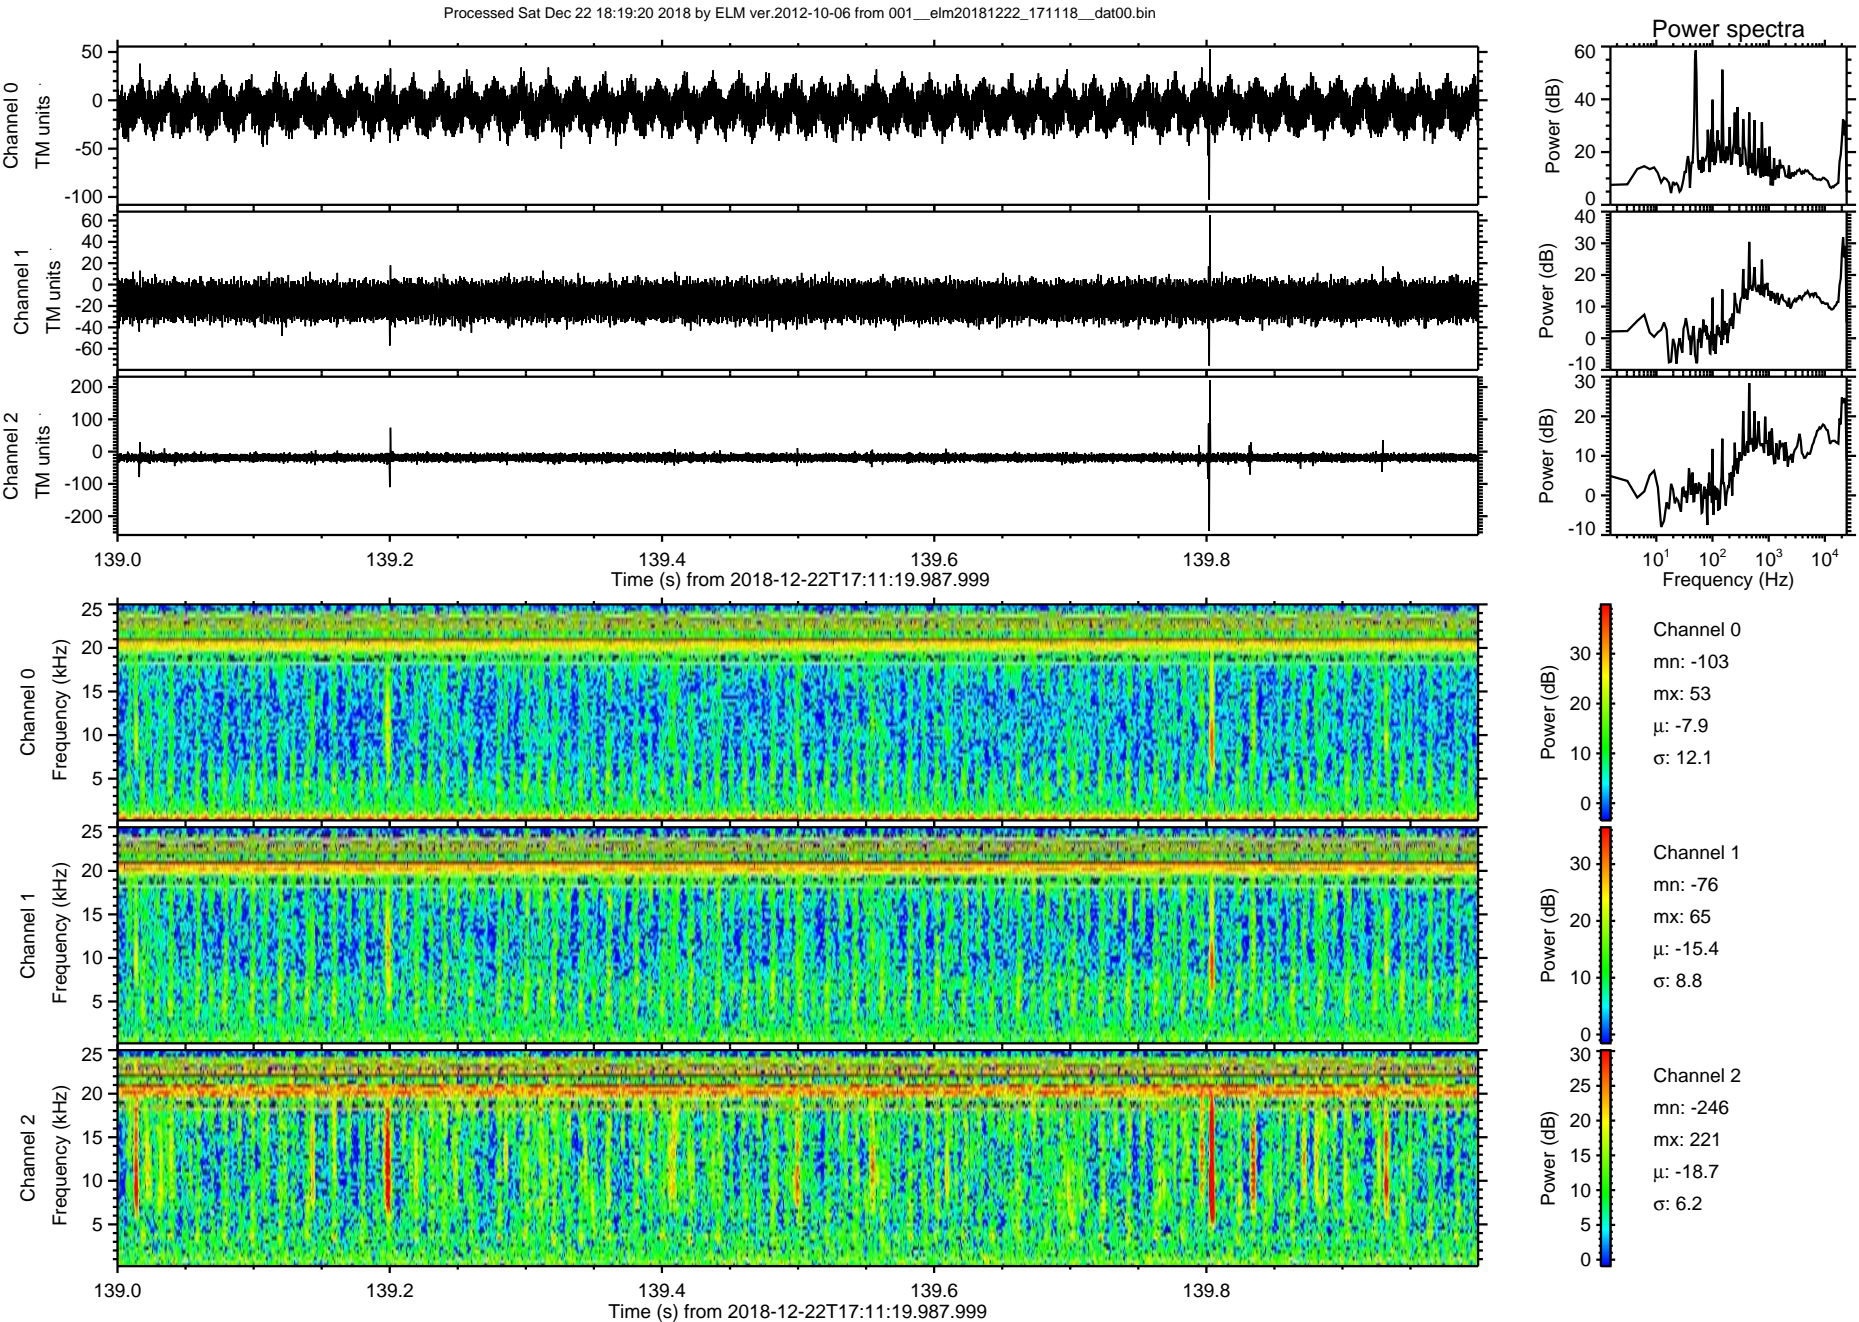 Processed Sat Dec 22 18:19:20 2018 by ELM ver.2012-10-06 from 001__elm20181222_171118__dat00.bin
Power spectra
Channel 0
TM units
50
0
-50
-100
Power (dB)
60
40
20
0
Channel 1
TM units
60
40
20
0
-20
-40
-60
Power (dB)
40
30
20
10
0
-10
Channel 2
TM units
200
100
0
-100
-200
Power (dB)
30
20
10
0
-10
139.0 139.2 139.4 139.6 139.8
Time (s) from 2018-12-22T17:11:19.987.999
10¹ 10² 10³ 10⁴
Frequency (Hz)
Channel 0
Frequency (kHz)
25
20
15
10
5
Power (dB)
30
20
10
0
Channel 0
mn: -103
mx: 53
μ: -7.9
σ: 12.1
Channel 1
Frequency (kHz)
25
20
15
10
5
Power (dB)
30
20
10
0
Channel 1
mn: -76
mx: 65
μ: -15.4
σ: 8.8
Channel 2
Frequency (kHz)
25
20
15
10
5
Power (dB)
30
25
20
15
10
5
0
Channel 2
mn: -246
mx: 221
μ: -18.7
σ: 6.2
139.0 139.2 139.4 139.6 139.8
Time (s) from 2018-12-22T17:11:19.987.999